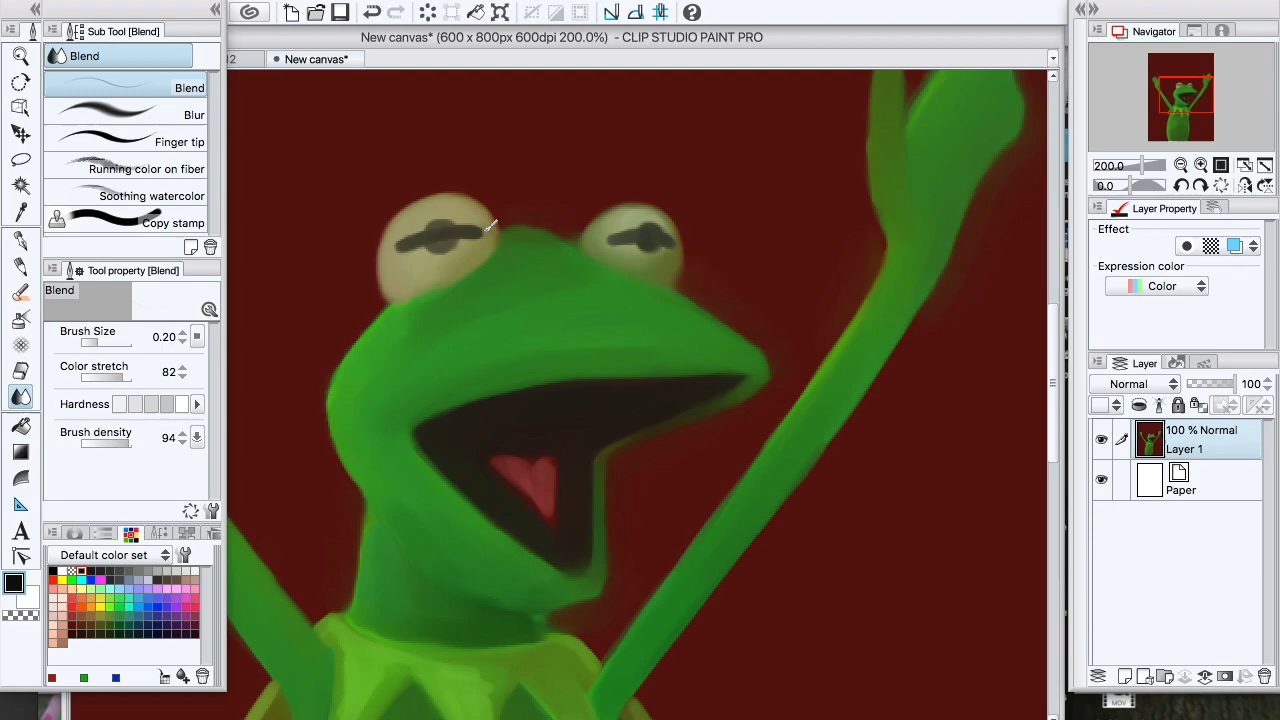 New canvas* (600 x 800px 600dpi 200.0%) - CLIP STUDIO PAINT PRO
12
New canvas*
Sub Tool [Blend]
Blend
Blend
Blur
Finger tip
Running color on fiber
Soothing watercolor
Copy stamp
Tool property [Blend]
Blend
Brush Size 0.20
Color stretch 82
Hardness
Brush density 94
Default color set
A
Navigator
200.0
0.0
Layer Property
Effect
Expression color
Color
Layer
Normal 100
100 % Normal
Layer 1
Paper
MOV